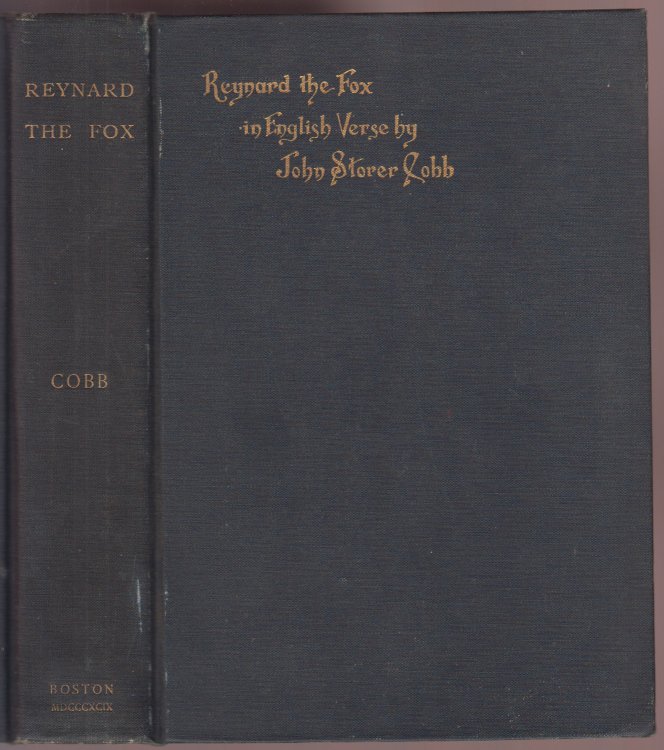 REYNARD
THE FOX
COBB
BOSTON
MDCCCXCIX
Reynard the Fox
in English Verse by
John Storer Cobb